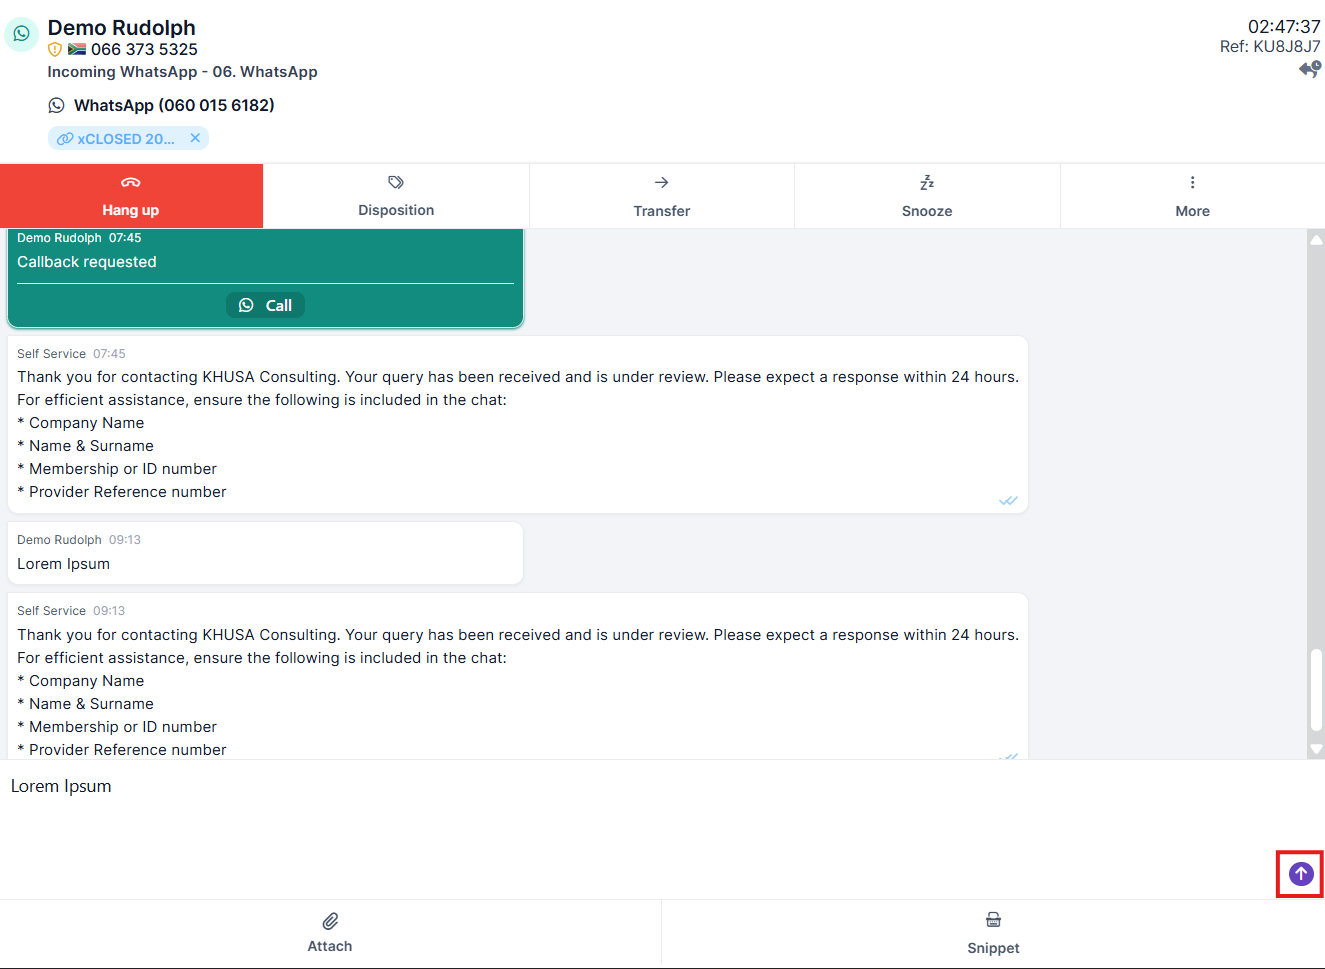 Demo Rudolph
066 373 5325
Incoming WhatsApp - 06. WhatsApp
WhatsApp (060 015 6182)
xCLOSED 20...
02:47:37
Ref: KU8J8J7
Hang up
Disposition
Transfer
Snooze
More
Demo Rudolph 07:45
Callback requested
Call
Self Service 07:45
Thank you for contacting KHUSA Consulting. Your query has been received and is under review. Please expect a response within 24 hours.
For efficient assistance, ensure the following is included in the chat:
* Company Name
* Name & Surname
* Membership or ID number
* Provider Reference number
Demo Rudolph 09:13
Lorem Ipsum
Self Service 09:13
Thank you for contacting KHUSA Consulting. Your query has been received and is under review. Please expect a response within 24 hours.
For efficient assistance, ensure the following is included in the chat:
* Company Name
* Name & Surname
* Membership or ID number
* Provider Reference number
Lorem Ipsum
Attach
Snippet